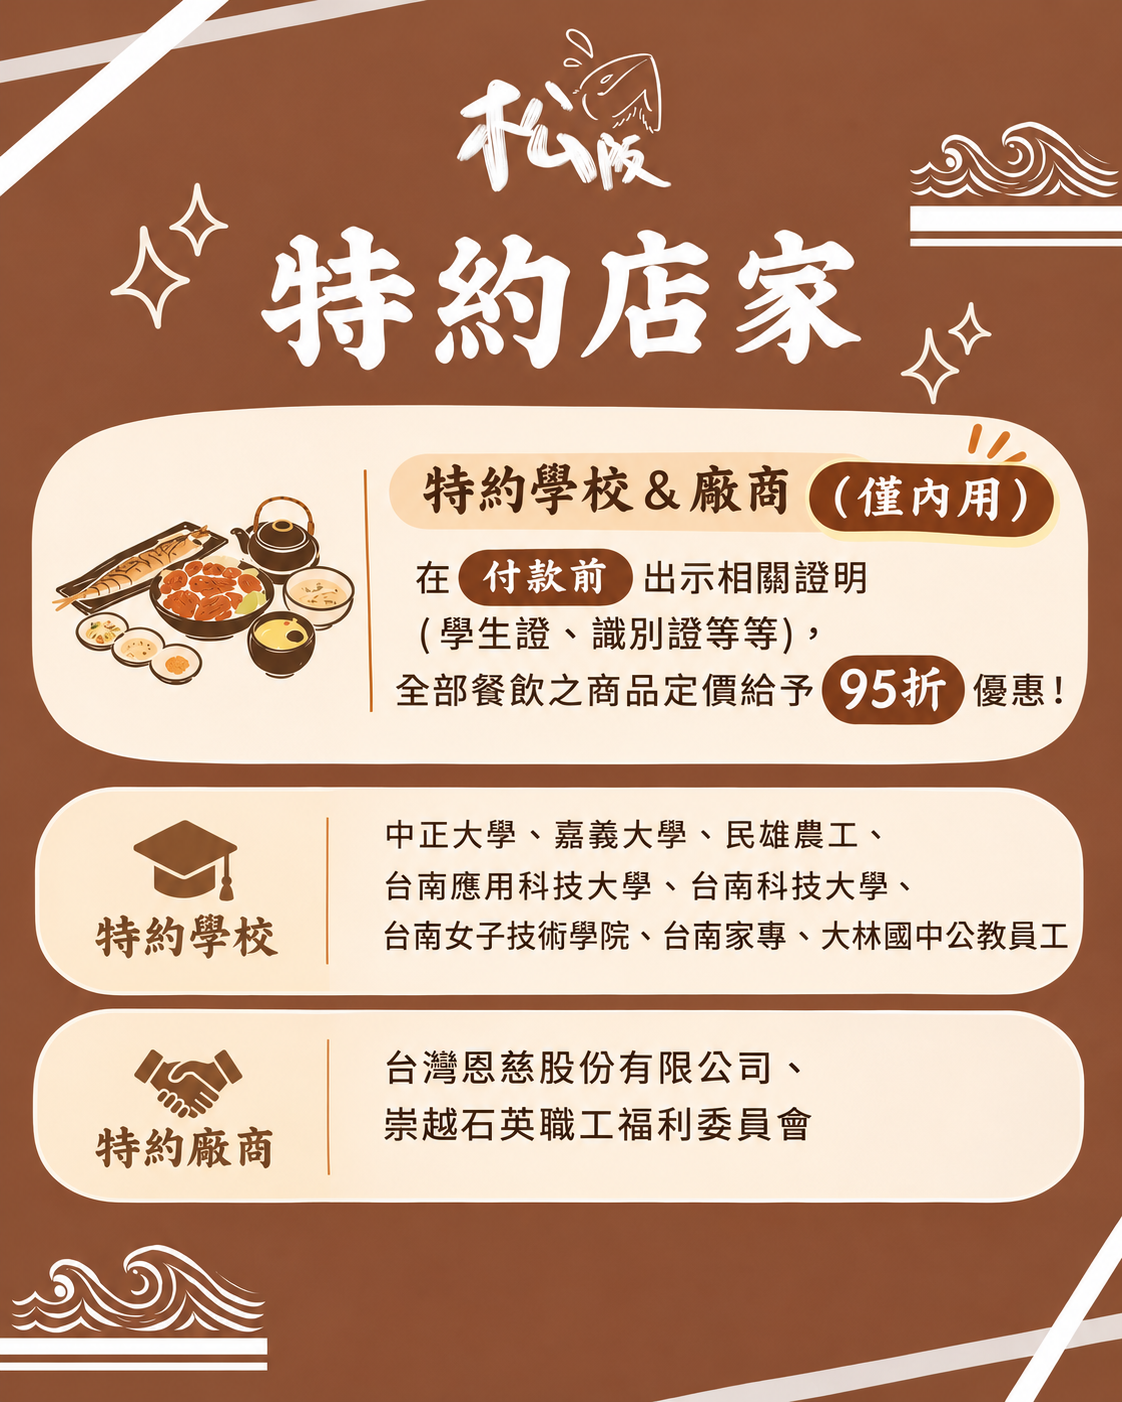 松阪
特約店家
特約學校&廠商 (僅內用)
在 付款前 出示相關證明
(學生證、識別證等等)，
全部餐飲之商品定價給予 95折 優惠!
特約學校
中正大學、嘉義大學、民雄農工、
台南應用科技大學、台南科技大學、
台南女子技術學院、台南家專、大林國中公教員工
特約廠商
台灣恩慈股份有限公司、
崇越石英職工福利委員會